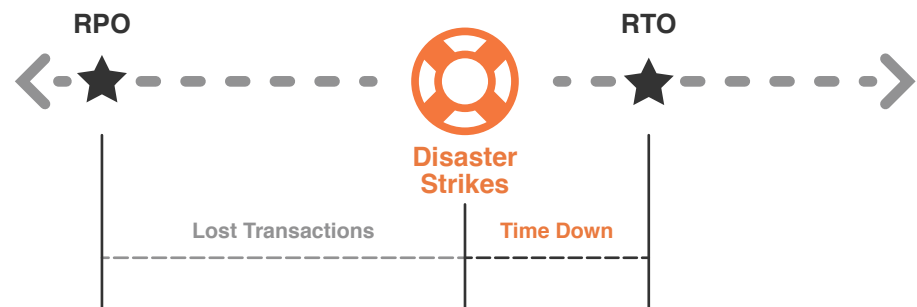 RPO
RTO
Disaster
Strikes
Lost Transactions
Time Down